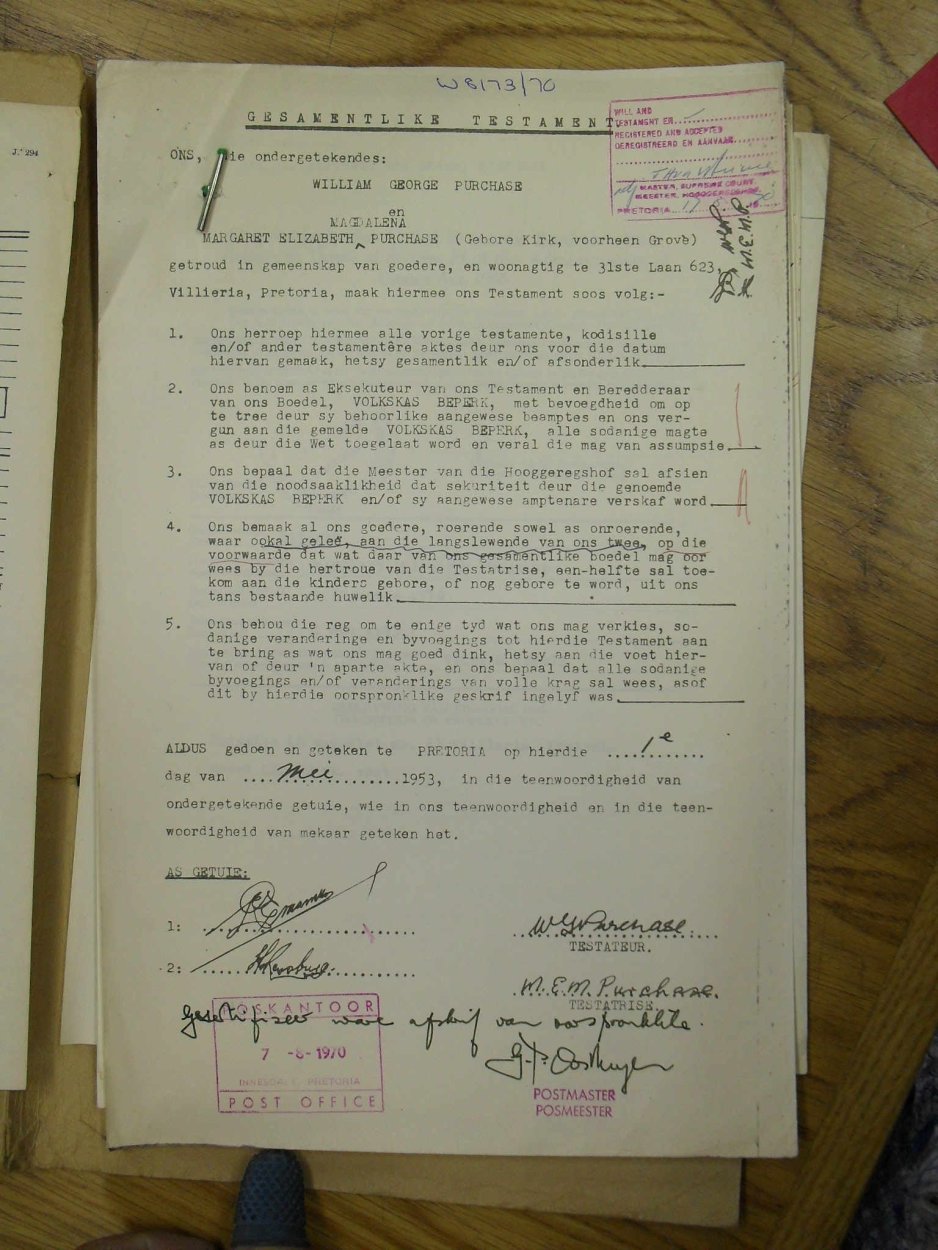 W8173/70
J. 294
GESAMENTLIKE TESTAMENT
WILL AND
TESTAMENT EN
REGISTERED AND ACCEPTED
GEREGISTREERD EN AANVAAR
MASTER, SUPREME COURT
MEESTER, HOOGGEREGSHOF
PRETORIA
ONS, die ondergetekendes:
WILLIAM GEORGE PURCHASE
en
MAGDALENA
MARGARET ELIZABETH PURCHASE (Gebore Kirk, voorheen Grové)
getroud in gemeenskap van goedere, en woonagtig te 31ste Laan 623,
Villieria, Pretoria, maak hiermee ons Testament soos volg:-
1. Ons herroep hiermee alle vorige testamente, kodisille
en/of ander testamentêre aktes deur ons voor die datum
hiervan gemaak, hetsy gesamentlik en/of afsonderlik.
2. Ons benoem as Eksekuteur van ons Testament en Beredderaar
van ons Boedel, VOLKSKAS BEPERK, met bevoegdheid om op
te tree deur sy behoorlike aangewese beamptes en ons ver-
gun aan die gemelde VOLKSKAS BEPERK, alle sodanige magte
as deur die Wet toegelaat word en veral die mag van assumpsie.
3. Ons bepaal dat die Meester van die Hooggeregshof sal afsien
van die noodsaaklikheid dat sekuriteit deur die genoemde
VOLKSKAS BEPERK en/of sy aangewese amptenare verskaf word.
4. Ons bemaak al ons goedere, roerende sowel as onroerende,
waar ookal geleë, aan die langslewende van ons twee, op die
voorwaarde dat wat daar van ons gesamentlike boedel mag oor
wees by die hertroue van die Testatrise, een-helfte sal toe-
kom aan die kinders gebore, of nog gebore te word, uit ons
tans bestaande huwelik.
5. Ons behou die reg om te enige tyd wat ons mag verkies, so-
danige veranderinge en byvoegings tot hierdie Testament aan
te bring as wat ons mag goed dink, hetsy aan die voet hier-
van of deur 'n aparte akte, en ons bepaal dat alle sodanige
byvoegings en/of veranderings van volle krag sal wees, asof
dit by hierdie oorspronklike geskrif ingelyf was.
ALDUS gedoen en geteken te PRETORIA op hierdie 1e
dag van Mei 1953, in die teenwoordigheid van
ondergetekende getuie, wie in ons teenwoordigheid en in die teen-
woordigheid van mekaar geteken het.
AS GETUIE:
1:
W G Purchase
TESTATEUR.
2:
M. E. M. Purchase.
TESTATRISE.
Gesertifiseer ware afskrif van oorspronklike.
POSKANTOOR
7 -8-1970
INNESDALE, PRETORIA
POST OFFICE
POSTMASTER
POSMEESTER